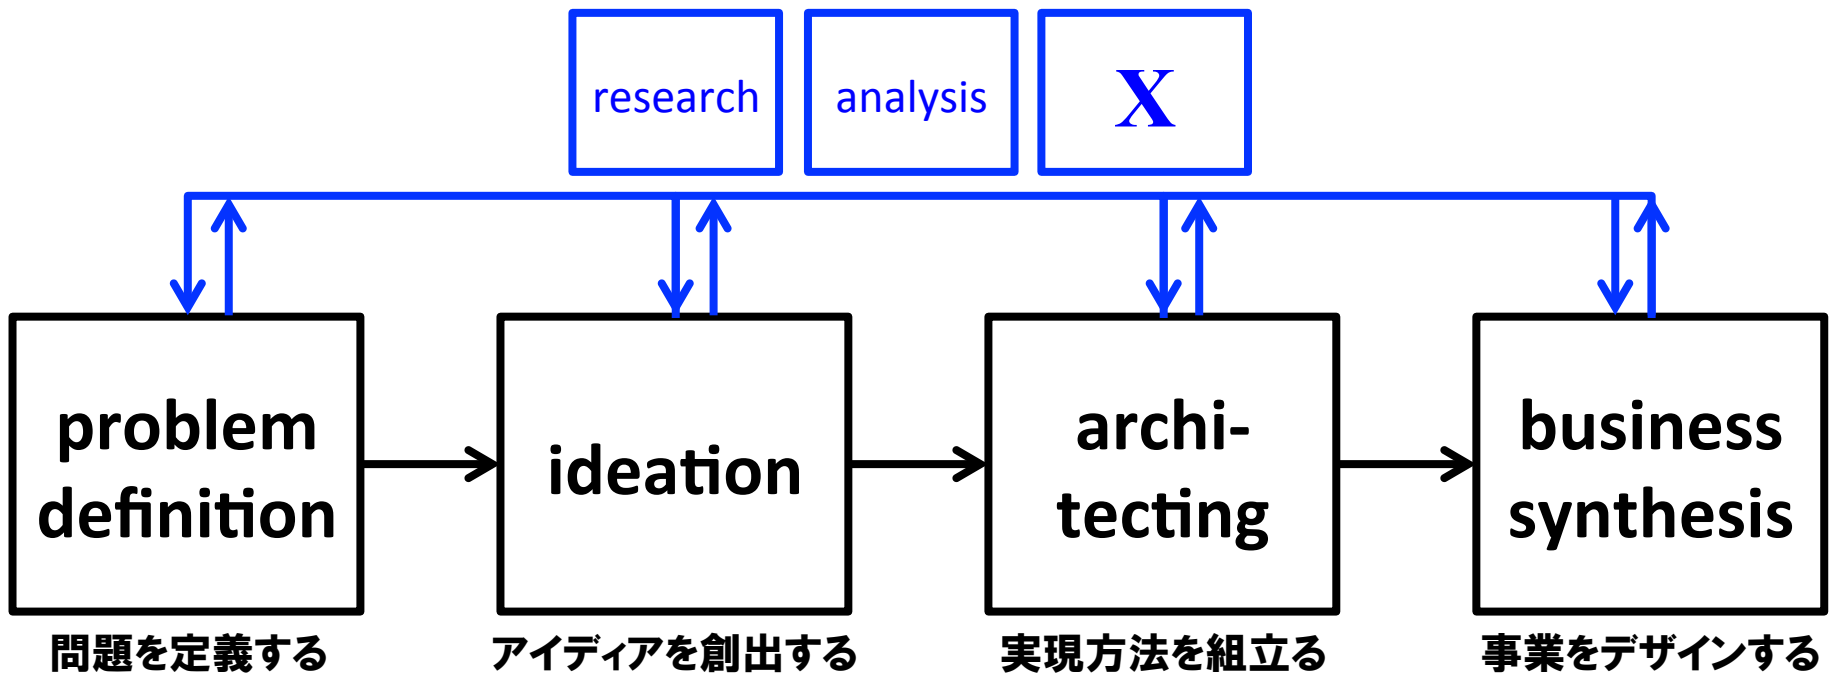 research
analysis
X
problem
definition
ideation
archi-
tecting
business
synthesis
問題を定義する
アイディアを創出する
実現方法を組立る
事業をデザインする